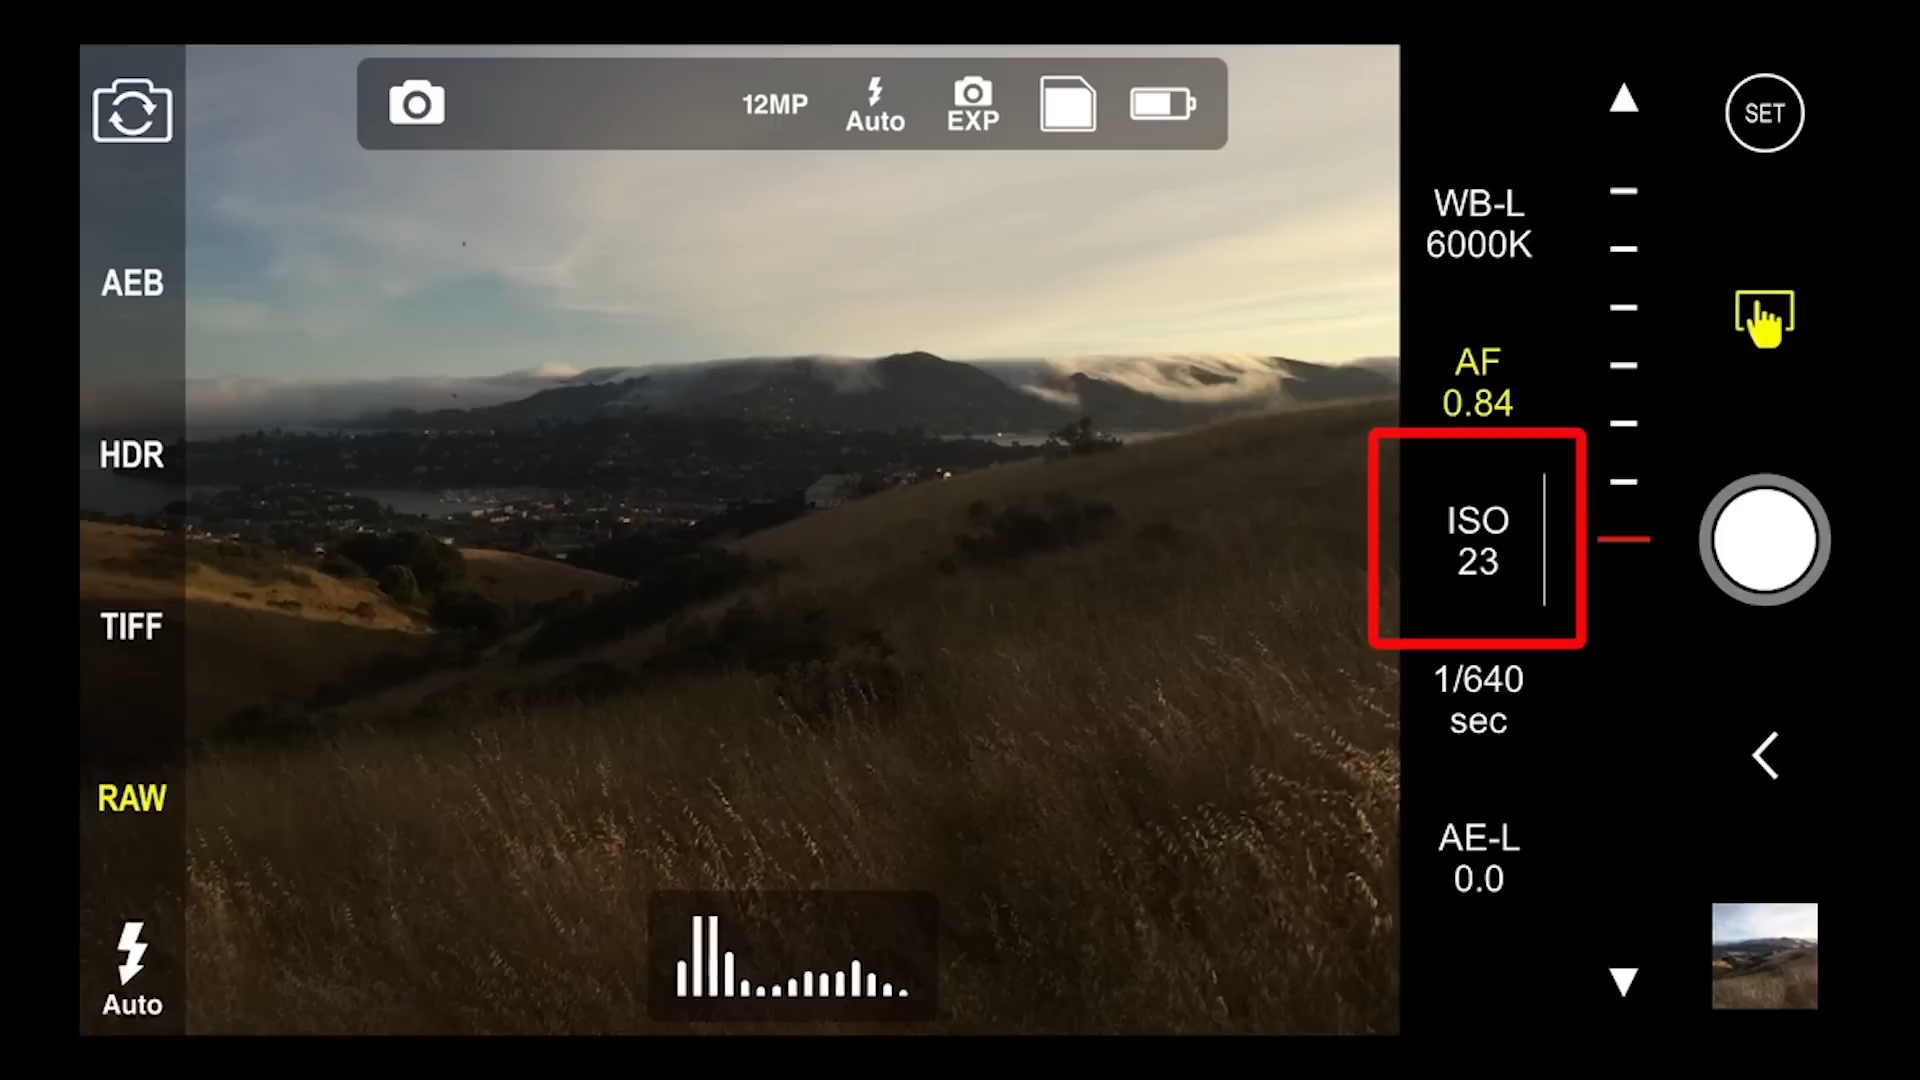 12MP
Auto
EXP
SET
AEB
HDR
TIFF
RAW
Auto
WB-L
6000K
AF
0.84
ISO
23
1/640
sec
AE-L
0.0